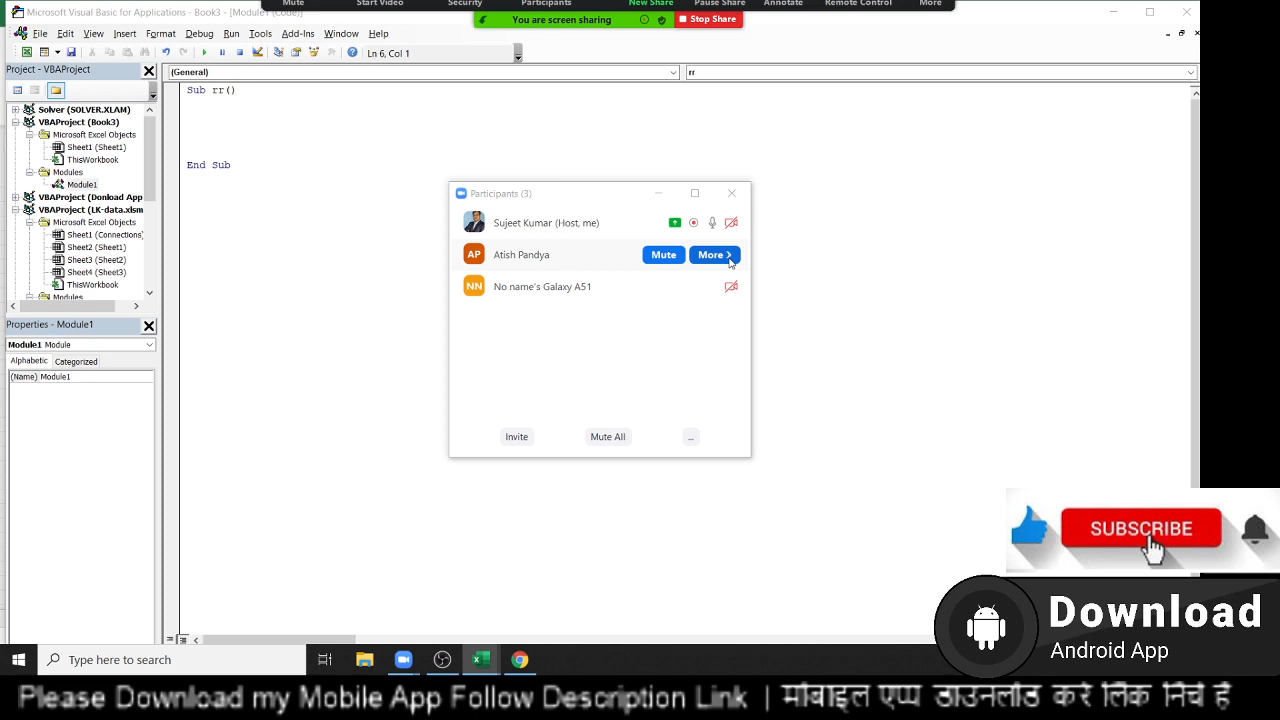 Mute Start Video Security Participants New Share Pause Share Annotate Remote Control More
Microsoft Visual Basic for Applications - Book3 - [Module1 (Code)]
You are screen sharing Stop Share
Edit View Insert Format Debug Run Tools Add-Ins Window Help
Ln 6, Col 1
Project - VBAProject
(General) rr
Sub rr()
End Sub
Solver (SOLVER.XLAM)
VBAProject (Book3)
Microsoft Excel Objects
Sheet1 (Sheet1)
ThisWorkbook
Modules
Module1
VBAProject (Donload App
VBAProject (LK-data.xlsm
Microsoft Excel Objects
Sheet1 (Connections)
Sheet2 (Sheet1)
Sheet3 (Sheet2)
Sheet4 (Sheet3)
ThisWorkbook
Modules
Properties - Module1
Module1 Module
Alphabetic Categorized
(Name) Module1
Participants (3)
Sujeet Kumar (Host, me)
AP Atish Pandya Mute More
NN No name's Galaxy A51
Invite Mute All ...
SUBSCRIBE
Download
Android App
Type here to search
Please Download my Mobile App Follow Description Link | मोबाइल एप्प डाउनलोड करे लिंक निचे है